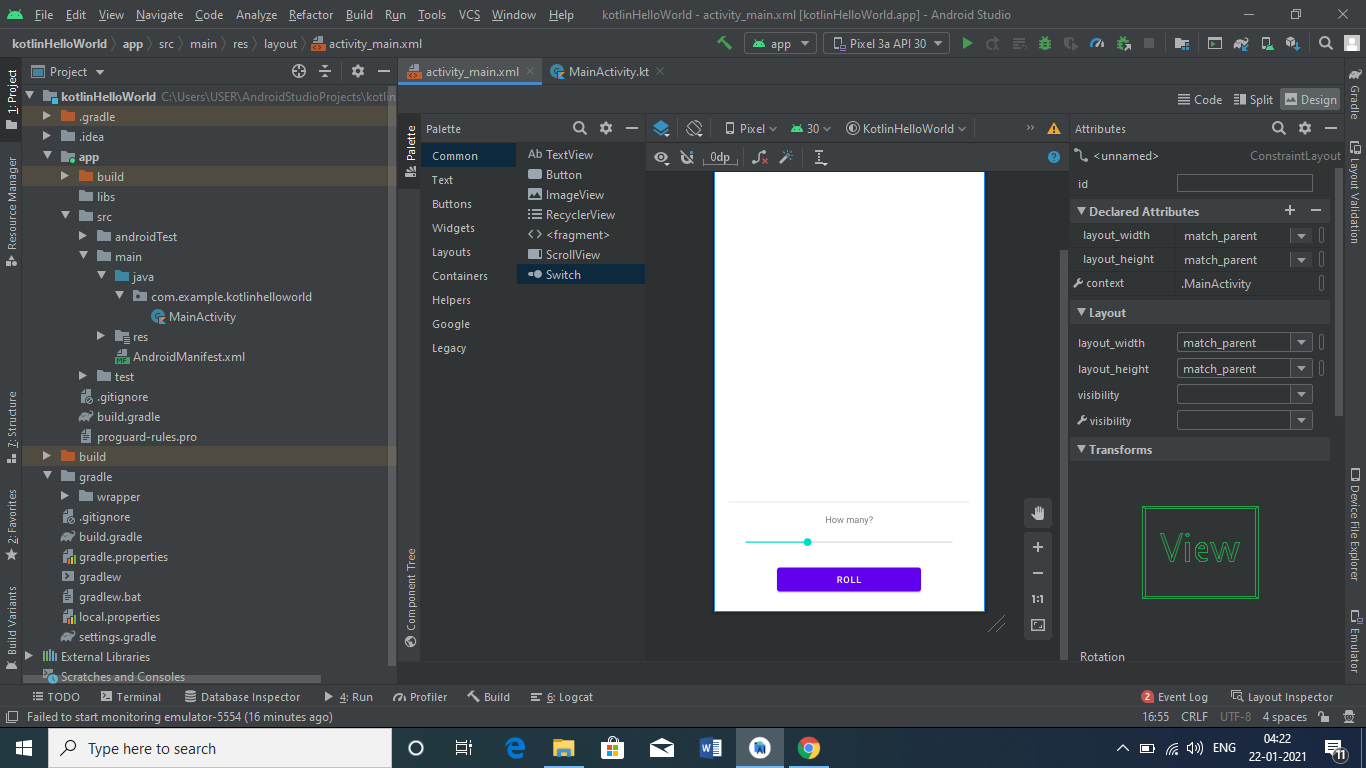 File Edit View Navigate Code Analyze Refactor Build Run Tools VCS Window Help kotlinHelloWorld - activity_main.xml [kotlinHelloWorld.app] - Android Studio
kotlinHelloWorld app src main res layout activity_main.xml app Pixel 3a API 30
1: Project
Resource Manager
7: Structure
2: Favorites
Build Variants
Project
kotlinHelloWorld C:\Users\USER\AndroidStudioProjects\kotlin
.gradle
.idea
app
build
libs
src
androidTest
main
java
com.example.kotlinhelloworld
MainActivity
res
AndroidManifest.xml
test
.gitignore
build.gradle
proguard-rules.pro
build
gradle
wrapper
.gitignore
build.gradle
gradle.properties
gradlew
gradlew.bat
local.properties
settings.gradle
External Libraries
Scratches and Consoles
activity_main.xml MainActivity.kt
Code Split Design
Palette
Component Tree
Palette
Common
Text
Buttons
Widgets
Layouts
Containers
Helpers
Google
Legacy
Ab TextView
Button
ImageView
RecyclerView
<fragment>
ScrollView
Switch
Pixel 30 KotlinHelloWorld
0dp
How many?
ROLL
1:1
Attributes
<unnamed> ConstraintLayout
id
Declared Attributes
layout_width match_parent
layout_height match_parent
context .MainActivity
Layout
layout_width match_parent
layout_height match_parent
visibility
visibility
Transforms
View
Rotation
Gradle
Layout Validation
Device File Explorer
Emulator
TODO Terminal Database Inspector 4: Run Profiler Build 6: Logcat 2 Event Log Layout Inspector
Failed to start monitoring emulator-5554 (16 minutes ago) 16:55 CRLF UTF-8 4 spaces
Type here to search
ENG
04:22
22-01-2021
11